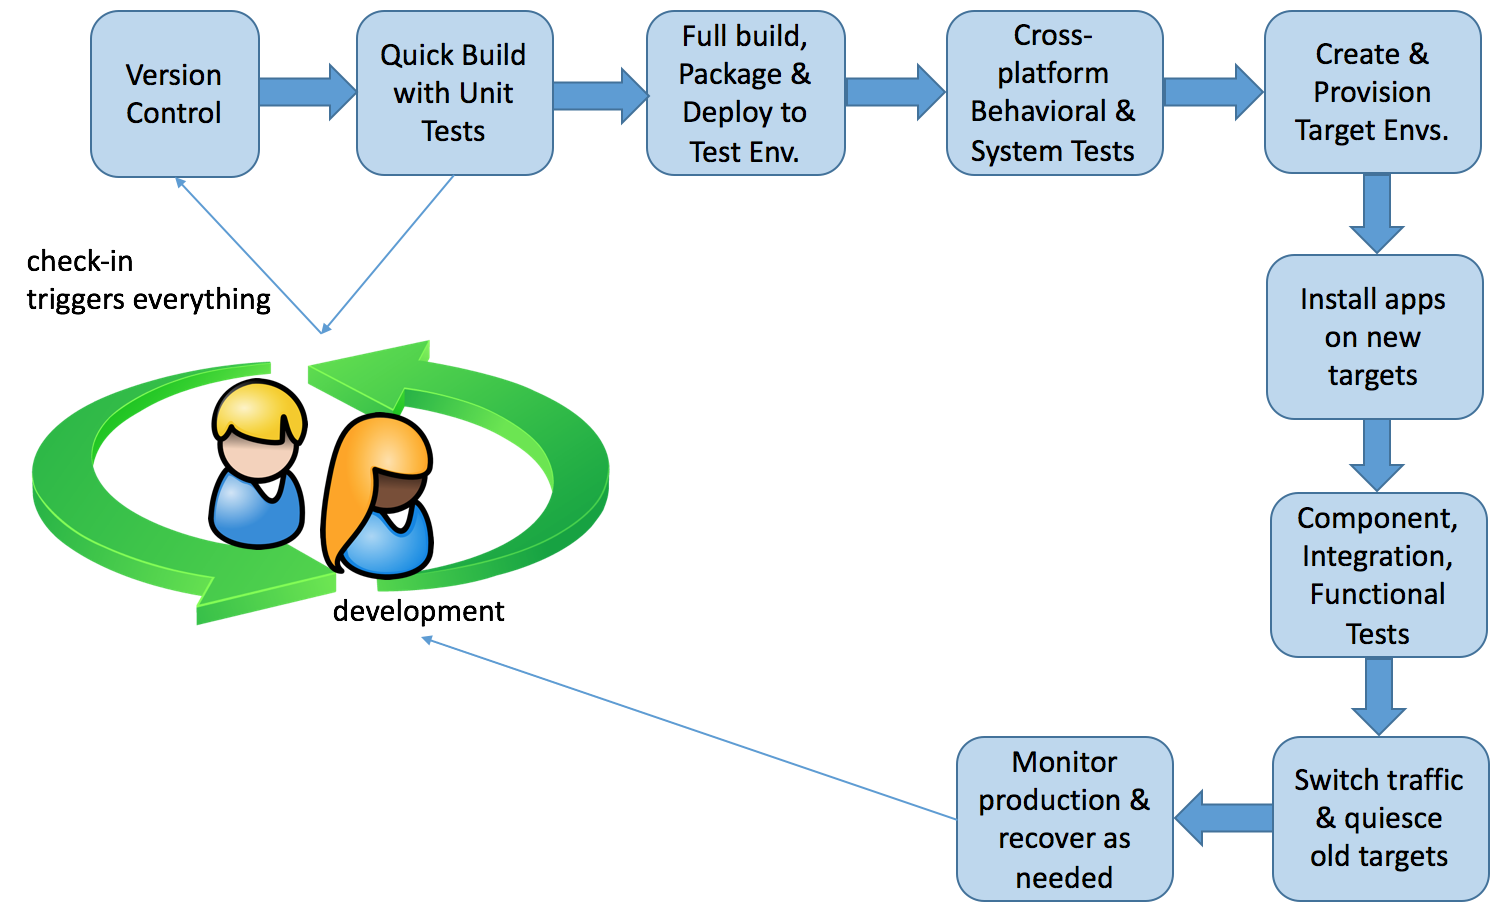 Version
Control
Quick Build
with Unit
Tests
Full build,
Package &
Deploy to
Test Env.
Cross-
platform
Behavioral &
System Tests
Create &
Provision
Target Envs.
check-in
triggers everything
Install apps
on new
targets
Component,
Integration,
Functional
Tests
development
Switch traffic
& quiesce
old targets
Monitor
production &
recover as
needed